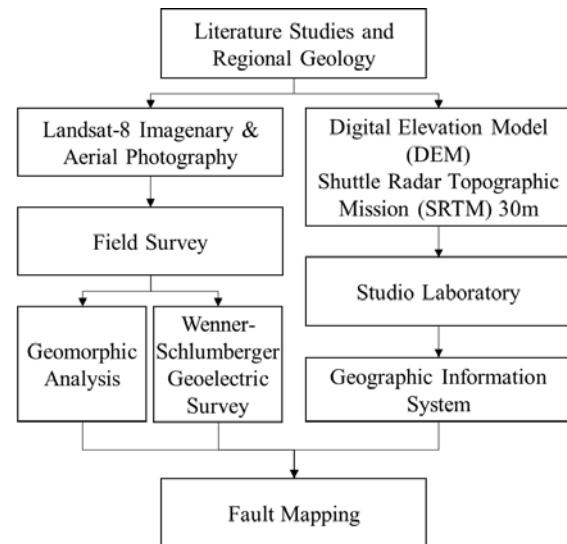 Literature Studies and
Regional Geology
Landsat-8 Imagenary &
Aerial Photography
Digital Elevation Model
(DEM)
Shuttle Radar Topographic
Mission (SRTM) 30m
Field Survey
Studio Laboratory
Geomorphic
Analysis
Wenner-
Schlumberger
Geoelectric
Survey
Geographic Information
System
Fault Mapping